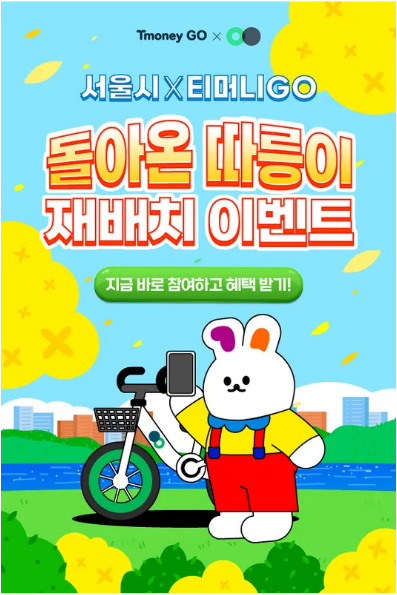 Tmoney GO ×
서울시 X 티머니GO
돌아온 따릉이
재배치 이벤트
지금 바로 참여하고 혜택 받기!